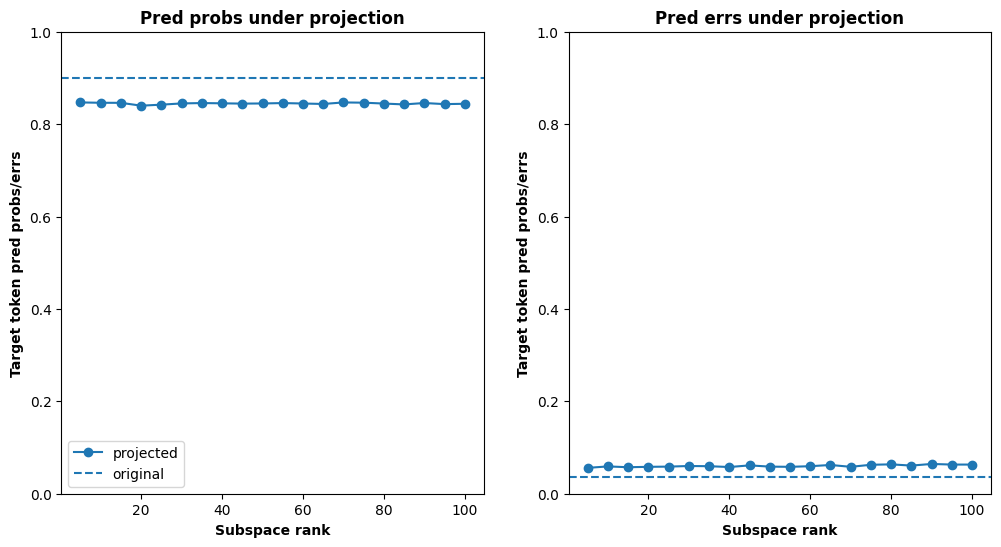 Pred probs under projection
Target token pred probs/errs
1.0
0.8
0.6
0.4
0.2
0.0
projected
original
20 40 60 80 100
Subspace rank
Pred errs under projection
Target token pred probs/errs
1.0
0.8
0.6
0.4
0.2
0.0
20 40 60 80 100
Subspace rank